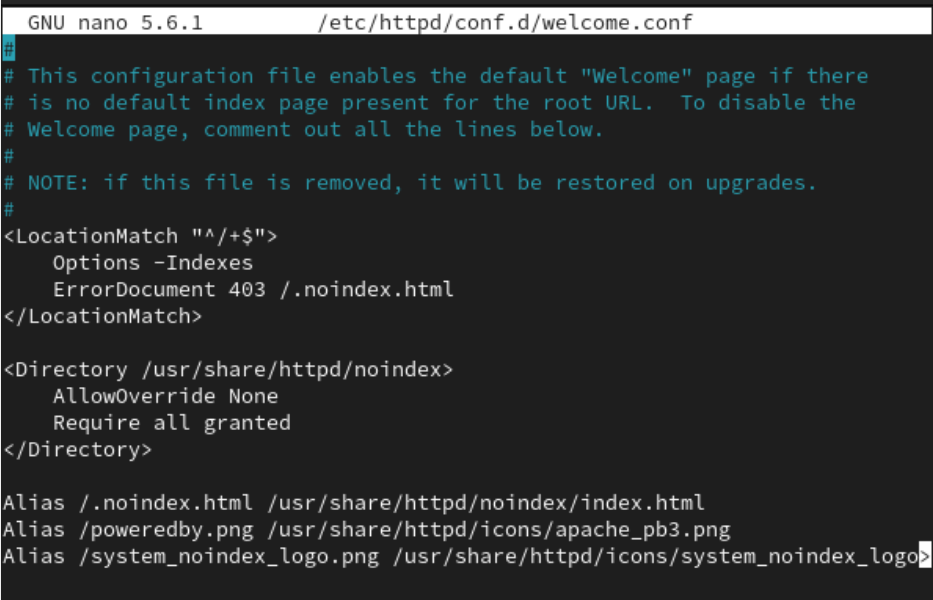 GNU nano 5.6.1 /etc/httpd/conf.d/welcome.conf
#
# This configuration file enables the default "Welcome" page if there
# is no default index page present for the root URL.  To disable the
# Welcome page, comment out all the lines below.
#
# NOTE: if this file is removed, it will be restored on upgrades.
#
<LocationMatch "^/+$">
    Options -Indexes
    ErrorDocument 403 /.noindex.html
</LocationMatch>

<Directory /usr/share/httpd/noindex>
    AllowOverride None
    Require all granted
</Directory>

Alias /.noindex.html /usr/share/httpd/noindex/index.html
Alias /poweredby.png /usr/share/httpd/icons/apache_pb3.png
Alias /system_noindex_logo.png /usr/share/httpd/icons/system_noindex_logo>